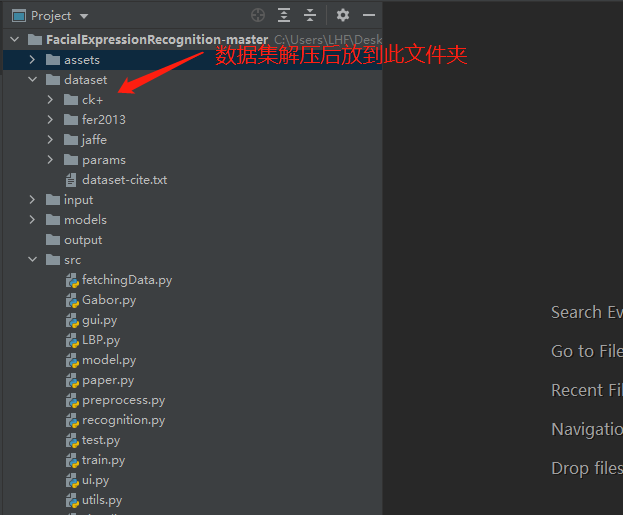 Project
FacialExpressionRecognition-master C:\Users\LHF\Desk
assets
数据集解压后放到此文件夹
dataset
ck+
fer2013
jaffe
params
dataset-cite.txt
input
models
output
src
fetchingData.py
Gabor.py
gui.py
LBP.py
model.py
paper.py
preprocess.py
recognition.py
test.py
train.py
ui.py
utils.py
Search Ev
Go to File
Recent Fil
Navigatio
Drop files